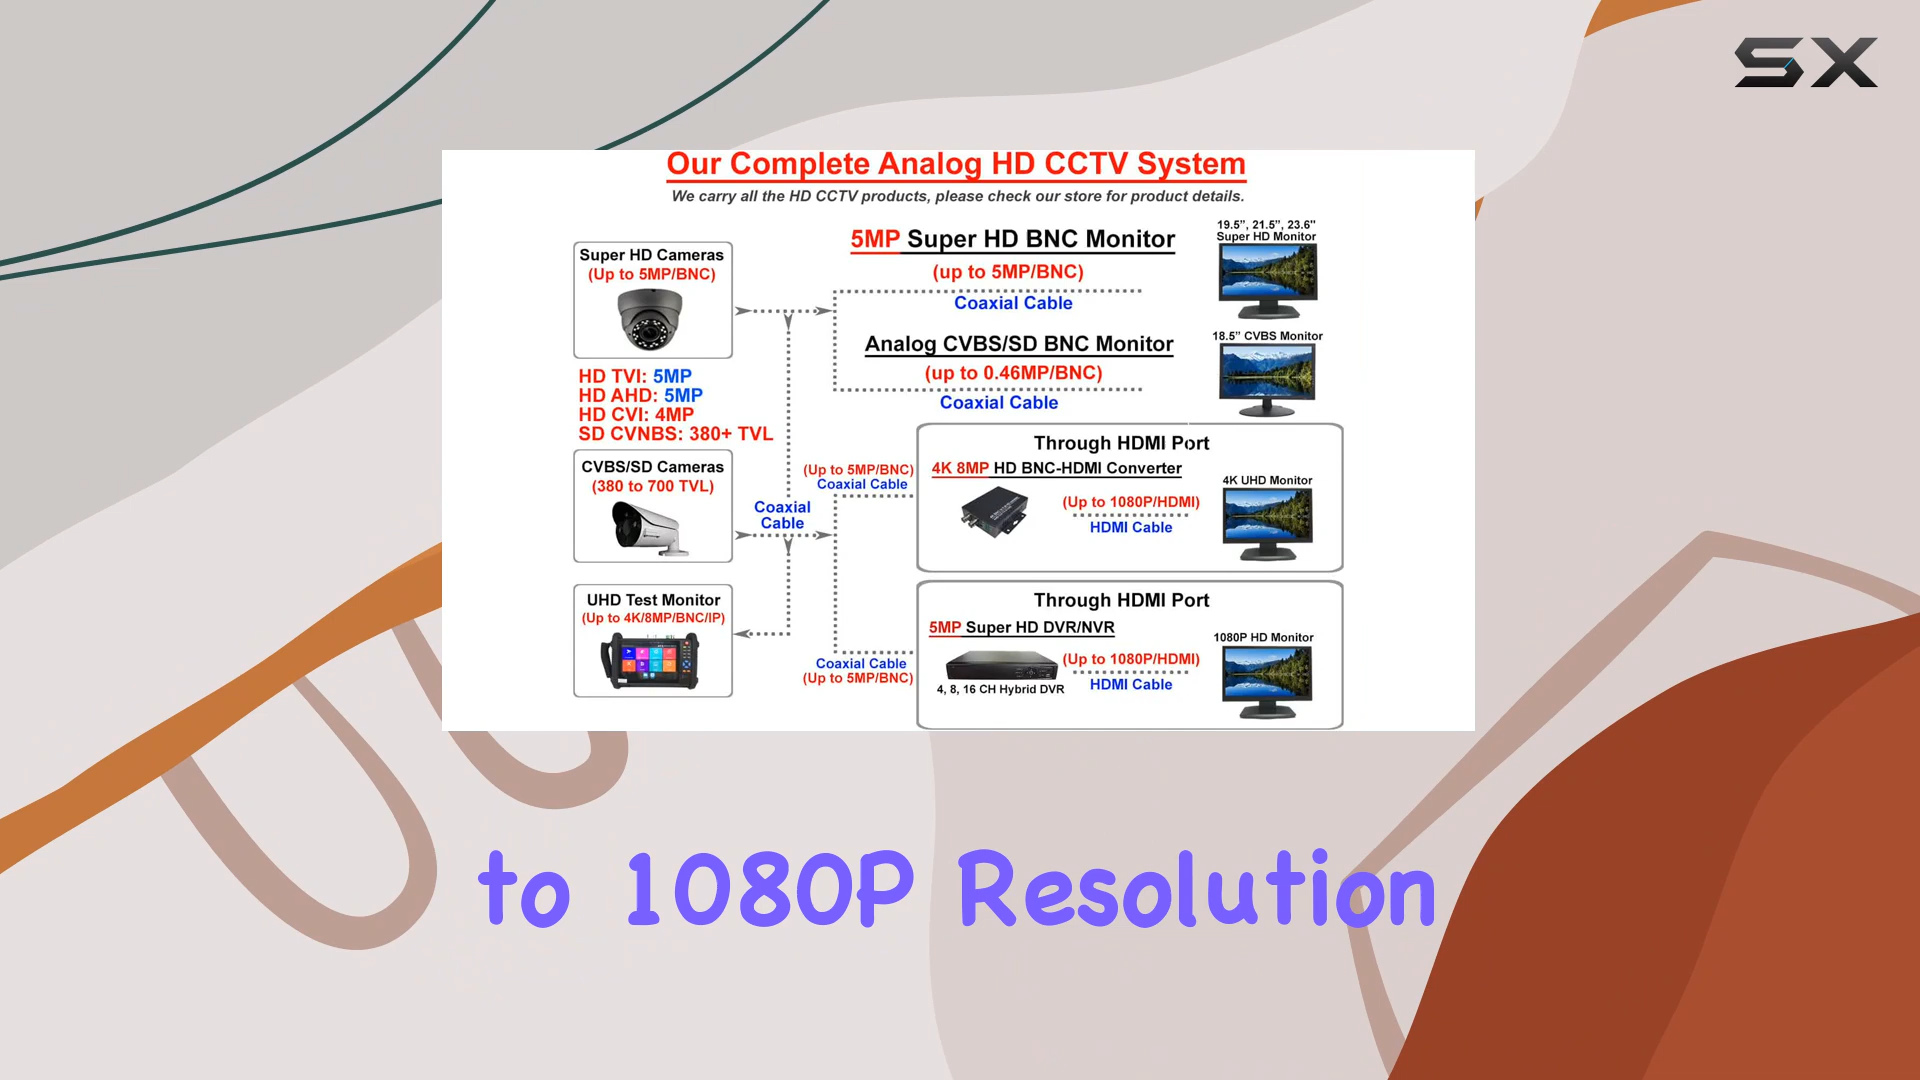 SX
Our Complete Analog HD CCTV System
We carry all the HD CCTV products, please check our store for product details.
Super HD Cameras
(Up to 5MP/BNC)
HD TVI: 5MP
HD AHD: 5MP
HD CVI: 4MP
SD CVNBS: 380+ TVL
CVBS/SD Cameras
(380 to 700 TVL)
UHD Test Monitor
(Up to 4K/8MP/BNC/IP)
Coaxial
Cable
5MP Super HD BNC Monitor
(up to 5MP/BNC)
Coaxial Cable
19.5”, 21.5”, 23.6"
Super HD Monitor
Analog CVBS/SD BNC Monitor
(up to 0.46MP/BNC)
Coaxial Cable
18.5” CVBS Monitor
(Up to 5MP/BNC)
Coaxial Cable
Through HDMI Port
4K 8MP HD BNC-HDMI Converter
(Up to 1080P/HDMI)
HDMI Cable
4K UHD Monitor
Coaxial Cable
(Up to 5MP/BNC)
Through HDMI Port
5MP Super HD DVR/NVR
4, 8, 16 CH Hybrid DVR
(Up to 1080P/HDMI)
HDMI Cable
1080P HD Monitor
to 1080P Resolution